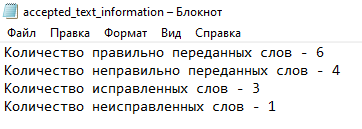 accepted_text_information – Блокнот
Файл Правка Формат Вид Справка
Количество правильно переданных слов - 6
Количество неправильно переданных слов - 4
Количество исправленных слов - 3
Количество неисправленных слов - 1